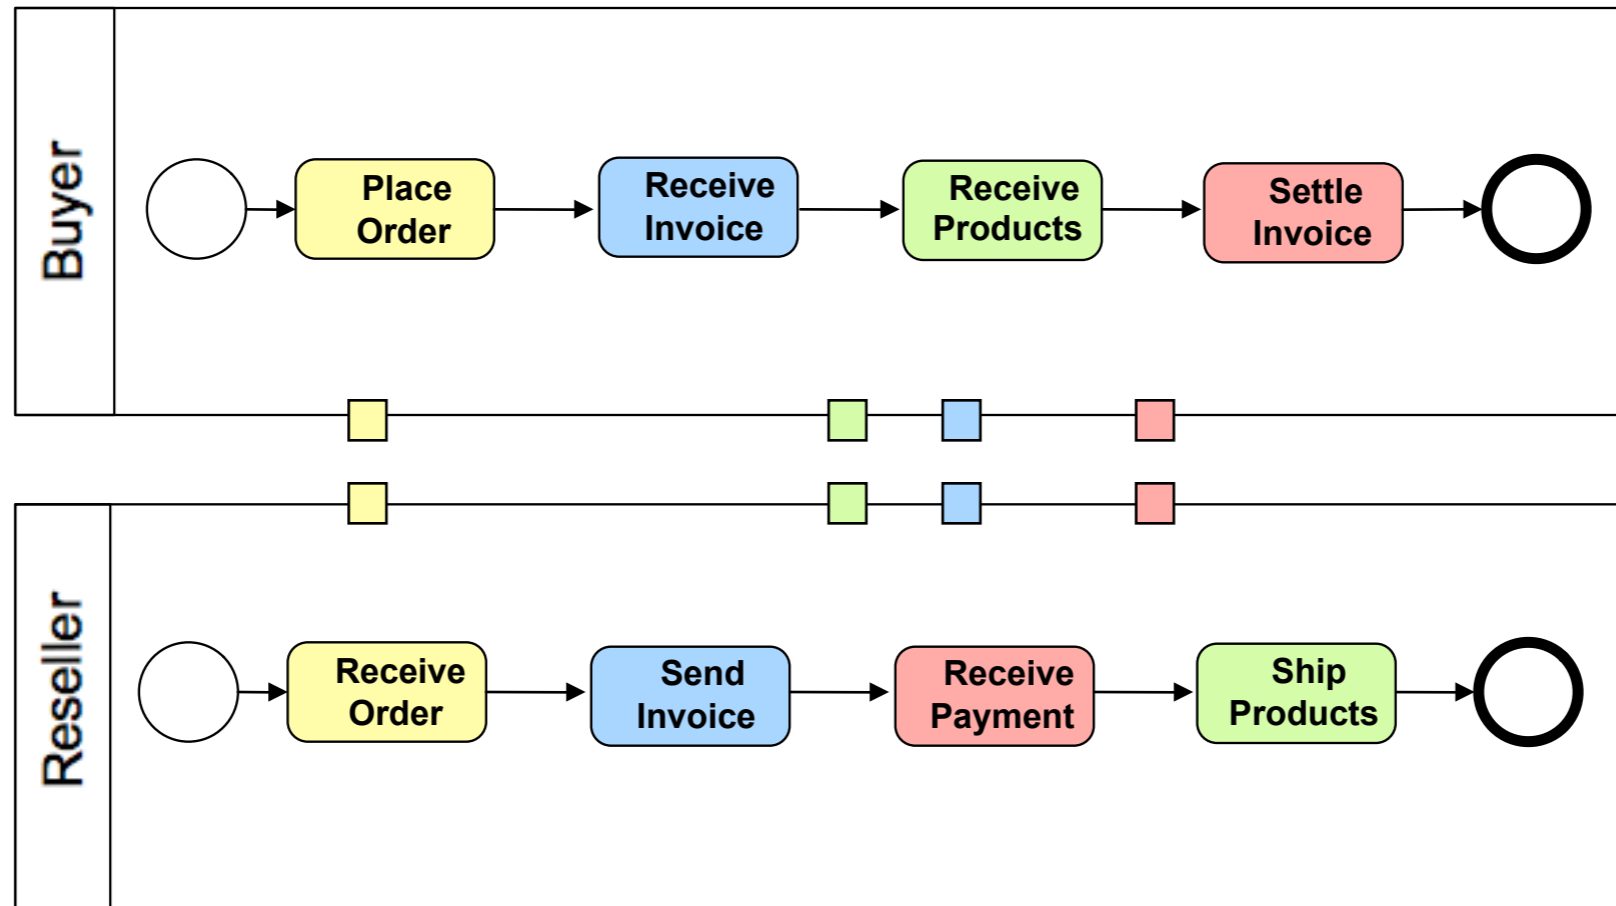 Buyer
Place
Order
Receive
Invoice
Receive
Products
Settle
Invoice
Reseller
Receive
Order
Send
Invoice
Receive
Payment
Ship
Products